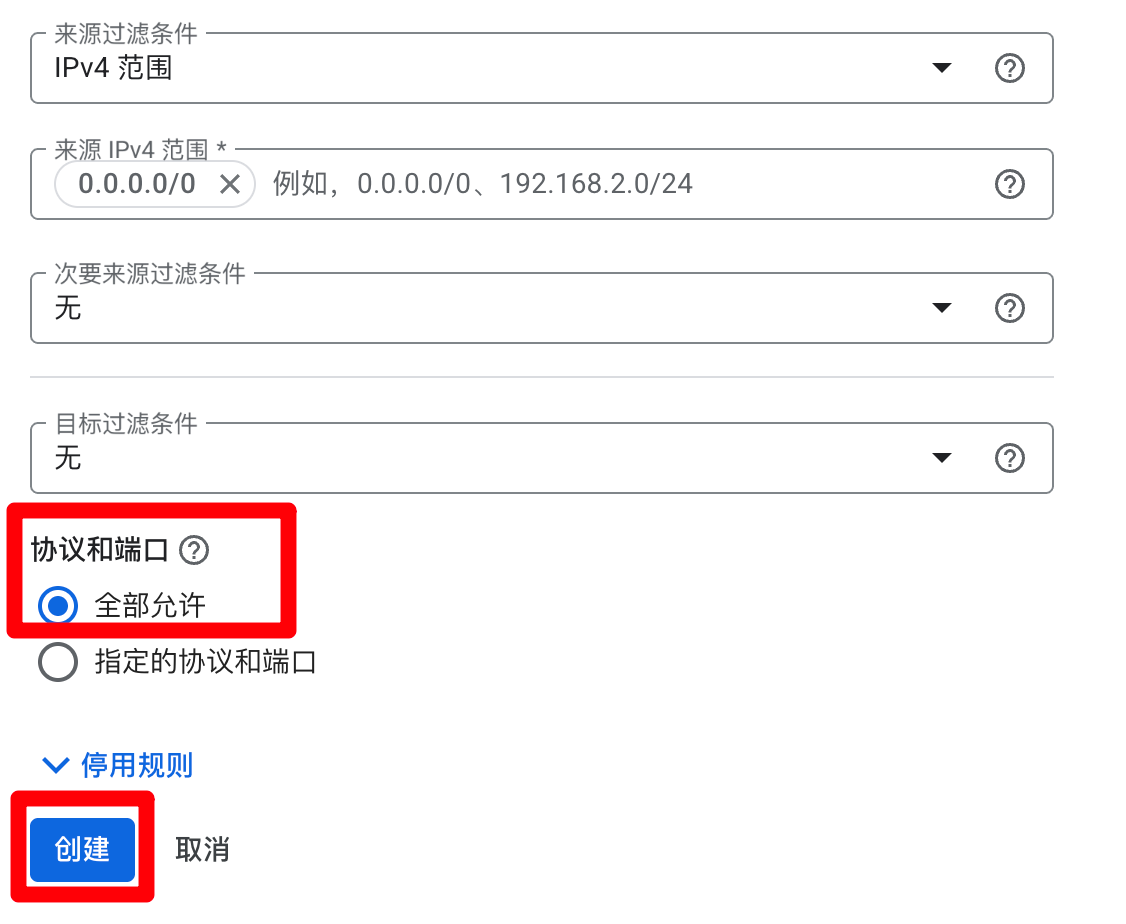 来源过滤条件
IPv4 范围
来源 IPv4 范围 *
0.0.0.0/0 例如，0.0.0.0/0、192.168.2.0/24
次要来源过滤条件
无
目标过滤条件
无
协议和端口
全部允许
指定的协议和端口
停用规则
创建 取消